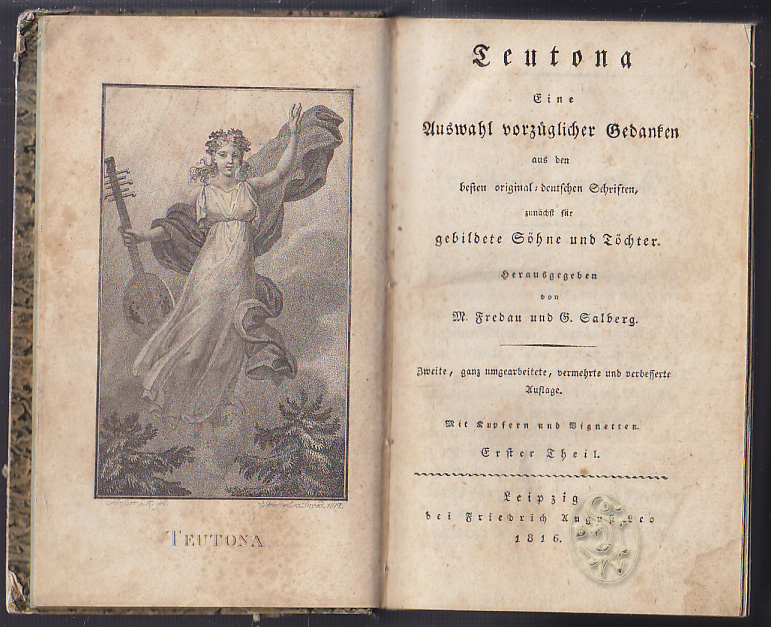 TEUTONA
Teutona
Eine
Auswahl vorzüglicher Gedanken
aus den
besten original-deutschen Schriften,
zunächst für
gebildete Söhne und Töchter.
Herausgegeben
von
M. Fredau und G. Salberg.
Zweite, ganz umgearbeitete, vermehrte und verbesserte
Auflage.
Mit Kupfern und Vignetten.
Erster Theil.
Leipzig
bei Friedrich August Leo
1816.